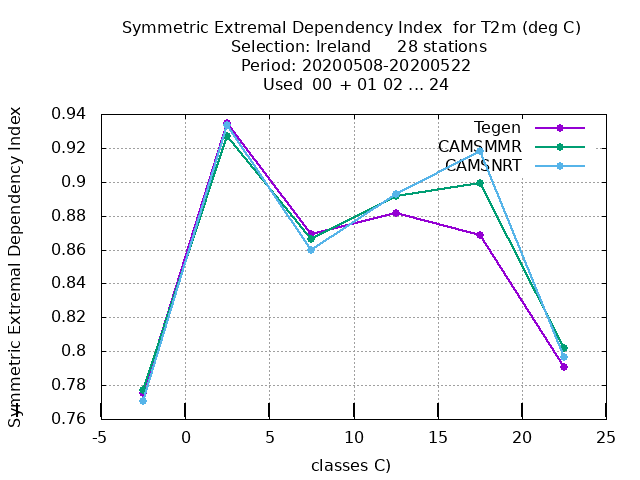 Symmetric Extremal Dependency Index for T2m (deg C)
Selection: Ireland 28 stations
Period: 20200508-20200522
Used 00 + 01 02 ... 24
Symmetric Extremal Dependency Index
0.94
0.92
0.9
0.88
0.86
0.84
0.82
0.8
0.78
0.76
Tegen
CAMSMMR
CAMSNRT
-5
0
5
10
15
20
25
classes C)